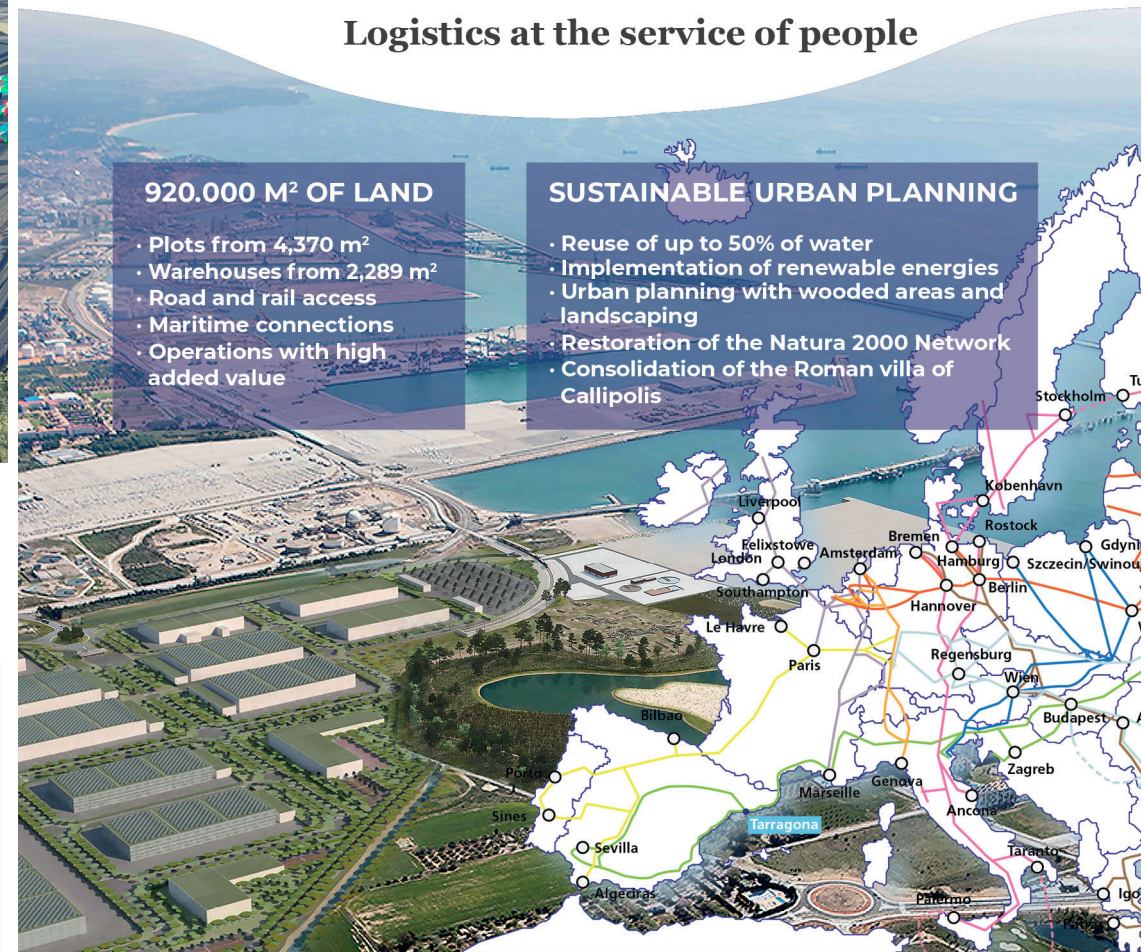 Logistics at the service of people
920.000 M² OF LAND
· Plots from 4,370 m²
· Warehouses from 2,289 m²
· Road and rail access
· Maritime connections
· Operations with high
added value
SUSTAINABLE URBAN PLANNING
· Reuse of up to 50% of water
· Implementation of renewable energies
· Urban planning with wooded areas and
landscaping
· Restoration of the Natura 2000 Network
· Consolidation of the Roman villa of
Callipolis
Stockholm
København
Liverpool
Rostock
Bremen
Felixstowe
Amsterdam
London
Hamburg
Szczecin/Swinouj
Gdyni
Berlin
Southampton
Hannover
Le Havre
Paris
Regensburg
Wien
Bilbao
Budapest
Porto
Zagreb
Marseille
Genova
Ancona
Sines
Tarragona
Sevilla
Taranto
Algeciras
Palermo
Igo